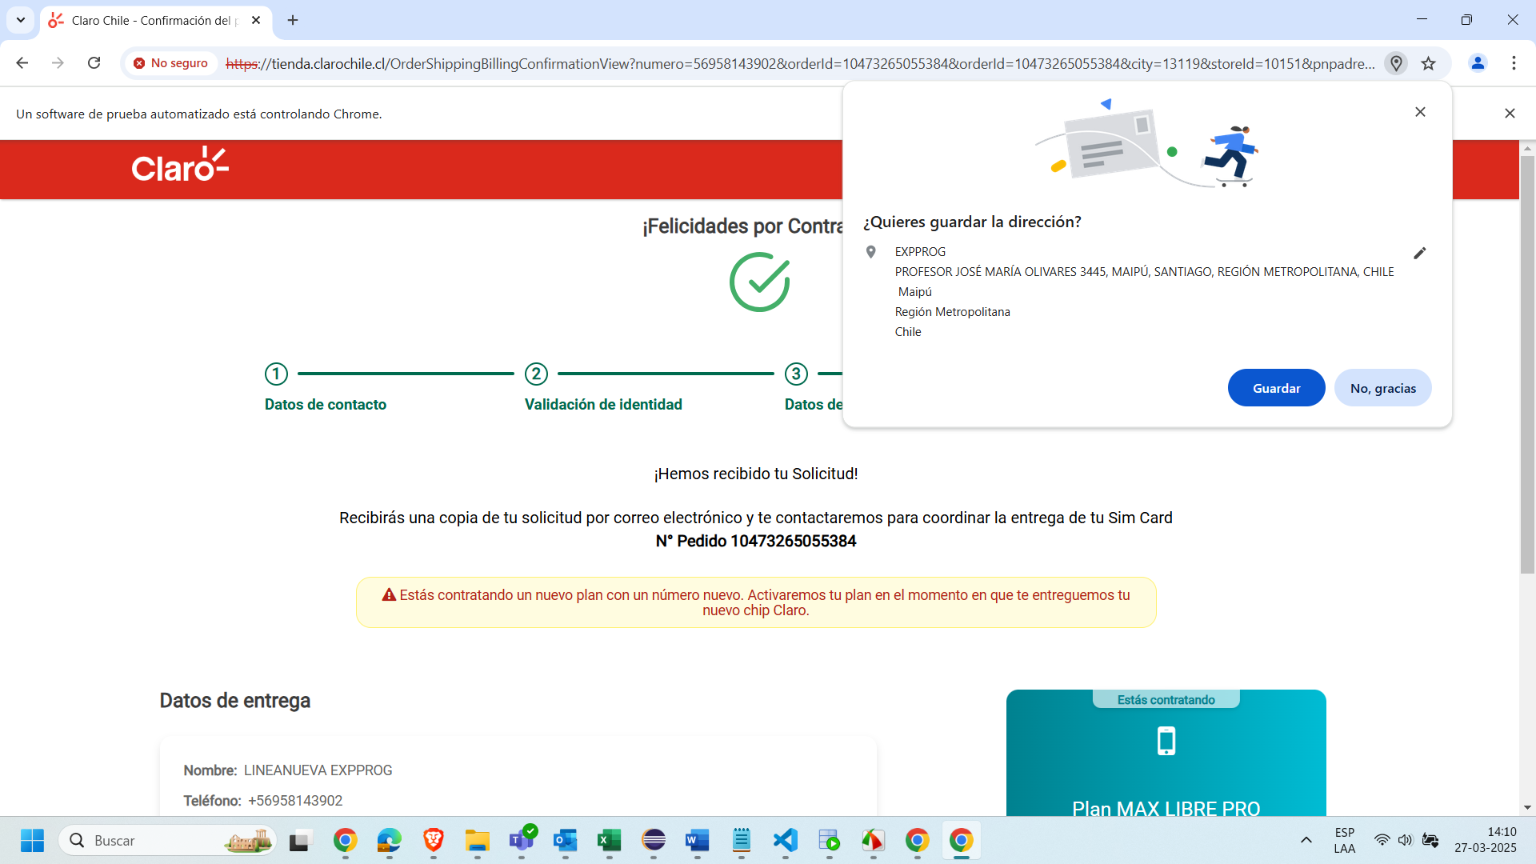 Claro Chile - Confirmación del p
No seguro
https://tienda.clarochile.cl/OrderShippingBillingConfirmationView?numero=56958143902&orderId=10473265055384&orderId=10473265055384&city=13119&storeId=10151&pnpadre...
Un software de prueba automatizado está controlando Chrome.
Claro
¿Quieres guardar la dirección?
EXPPROG
PROFESOR JOSÉ MARÍA OLIVARES 3445, MAIPÚ, SANTIAGO, REGIÓN METROPOLITANA, CHILE
Maipú
Región Metropolitana
Chile
Guardar
No, gracias
¡Felicidades por Contra
1
2
3
Datos de contacto
Validación de identidad
Datos de
¡Hemos recibido tu Solicitud!
Recibirás una copia de tu solicitud por correo electrónico y te contactaremos para coordinar la entrega de tu Sim Card
N° Pedido 10473265055384
Estás contratando un nuevo plan con un número nuevo. Activaremos tu plan en el momento en que te entreguemos tu
nuevo chip Claro.
Datos de entrega
Nombre: LINEANUEVA EXPPROG
Teléfono: +56958143902
Estás contratando
Plan MAX LIBRE PRO
Buscar
ESP
LAA
14:10
27-03-2025